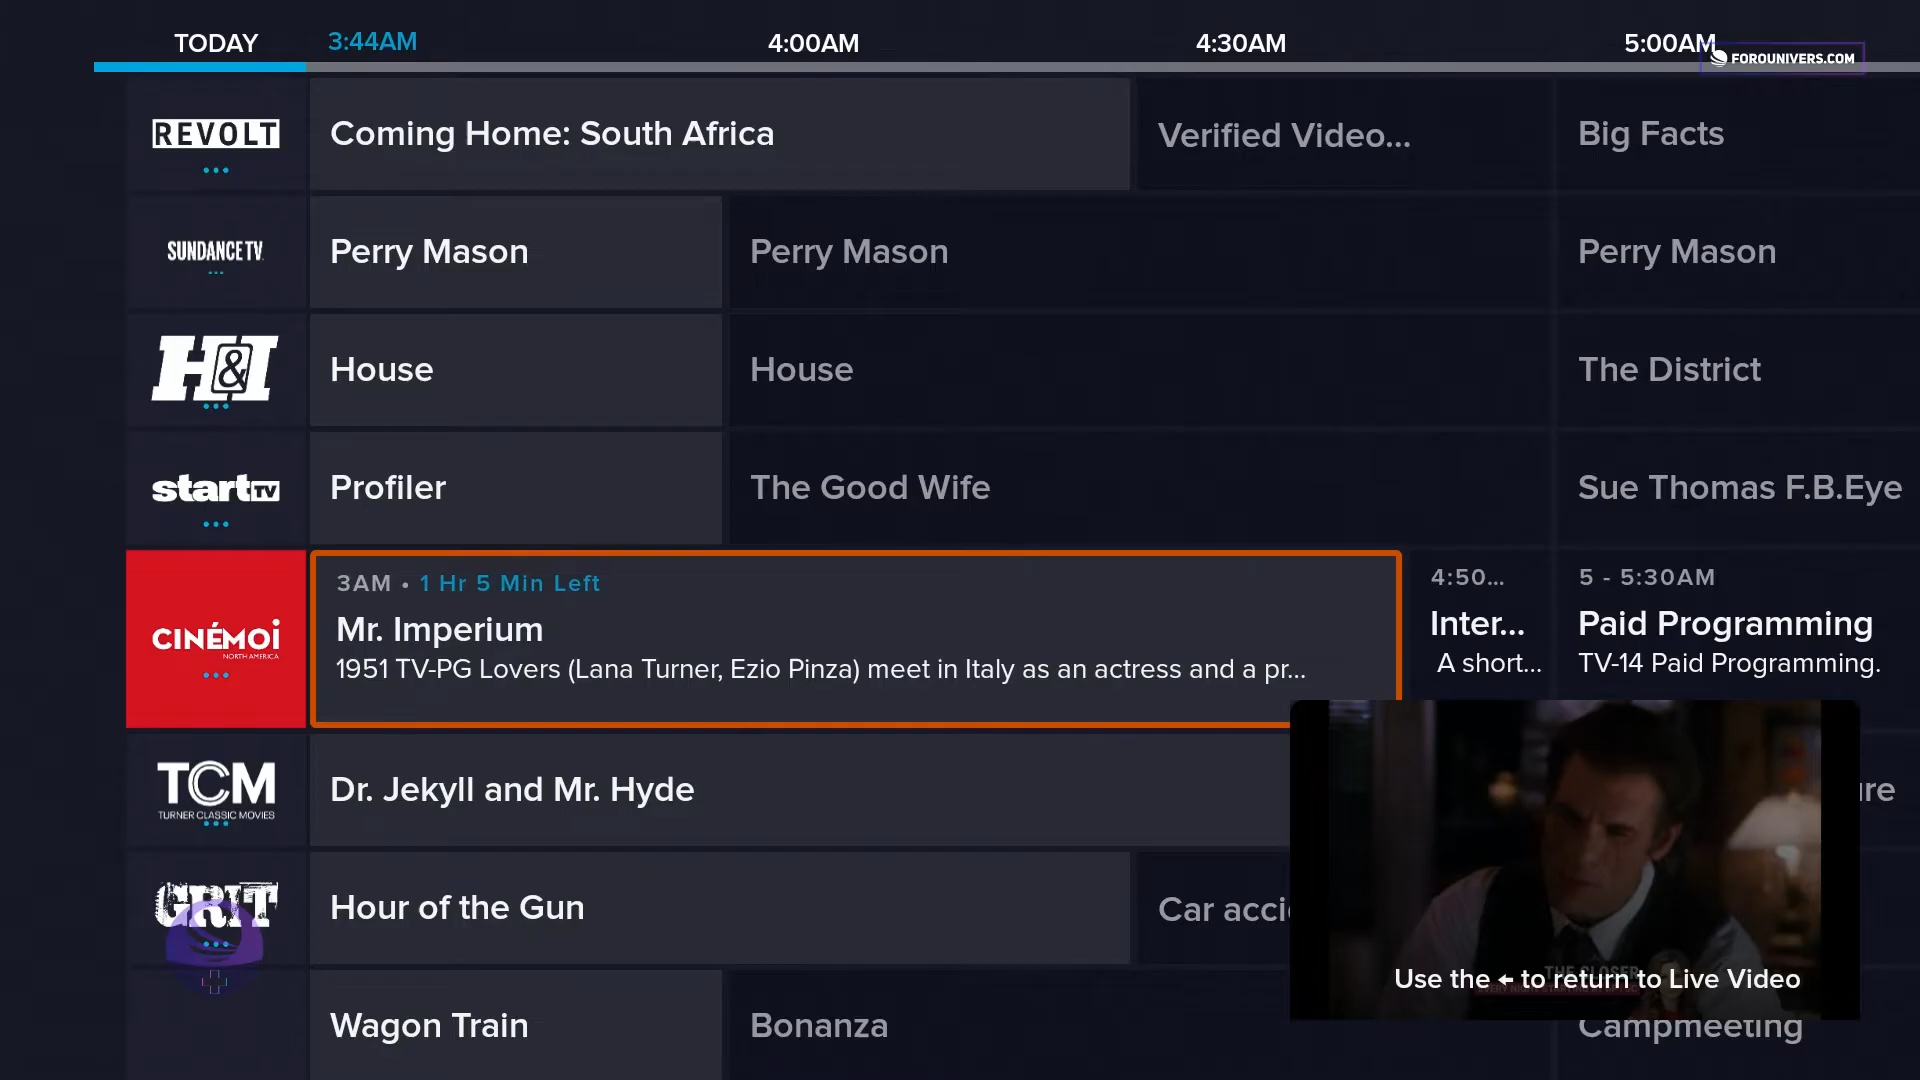 TODAY 3:44AM 4:00AM 4:30AM 5:00AM
FOROUNIVERS.COM
REVOLT Coming Home: South Africa Verified Video... Big Facts
SUNDANCE TV Perry Mason Perry Mason Perry Mason
H&I House House The District
start TV Profiler The Good Wife Sue Thomas F.B.Eye
3AM • 1 Hr 5 Min Left 4:50... 5 - 5:30AM
CINÉMOI Mr. Imperium Inter... Paid Programming
NORTH AMERICA
1951 TV-PG Lovers (Lana Turner, Ezio Pinza) meet in Italy as an actress and a pr... A short... TV-14 Paid Programming.
TCM Dr. Jekyll and Mr. Hyde
TURNER CLASSIC MOVIES
GRIT Hour of the Gun Car acci
THE CLOSER
Use the ← to return to Live Video
Wagon Train Bonanza Campmeeting